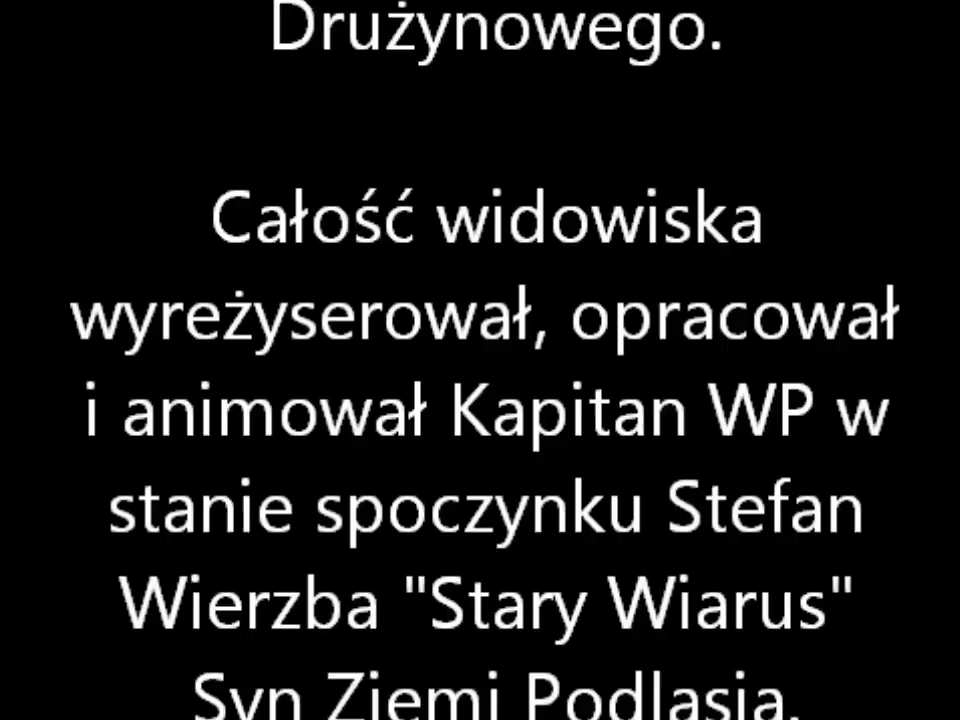 Drużynowego.
Całość widowiska
wyreżyserował, opracował
i animował Kapitan WP w
stanie spoczynku Stefan
Wierzba "Stary Wiarus"
Syn Ziemi Podlasia.